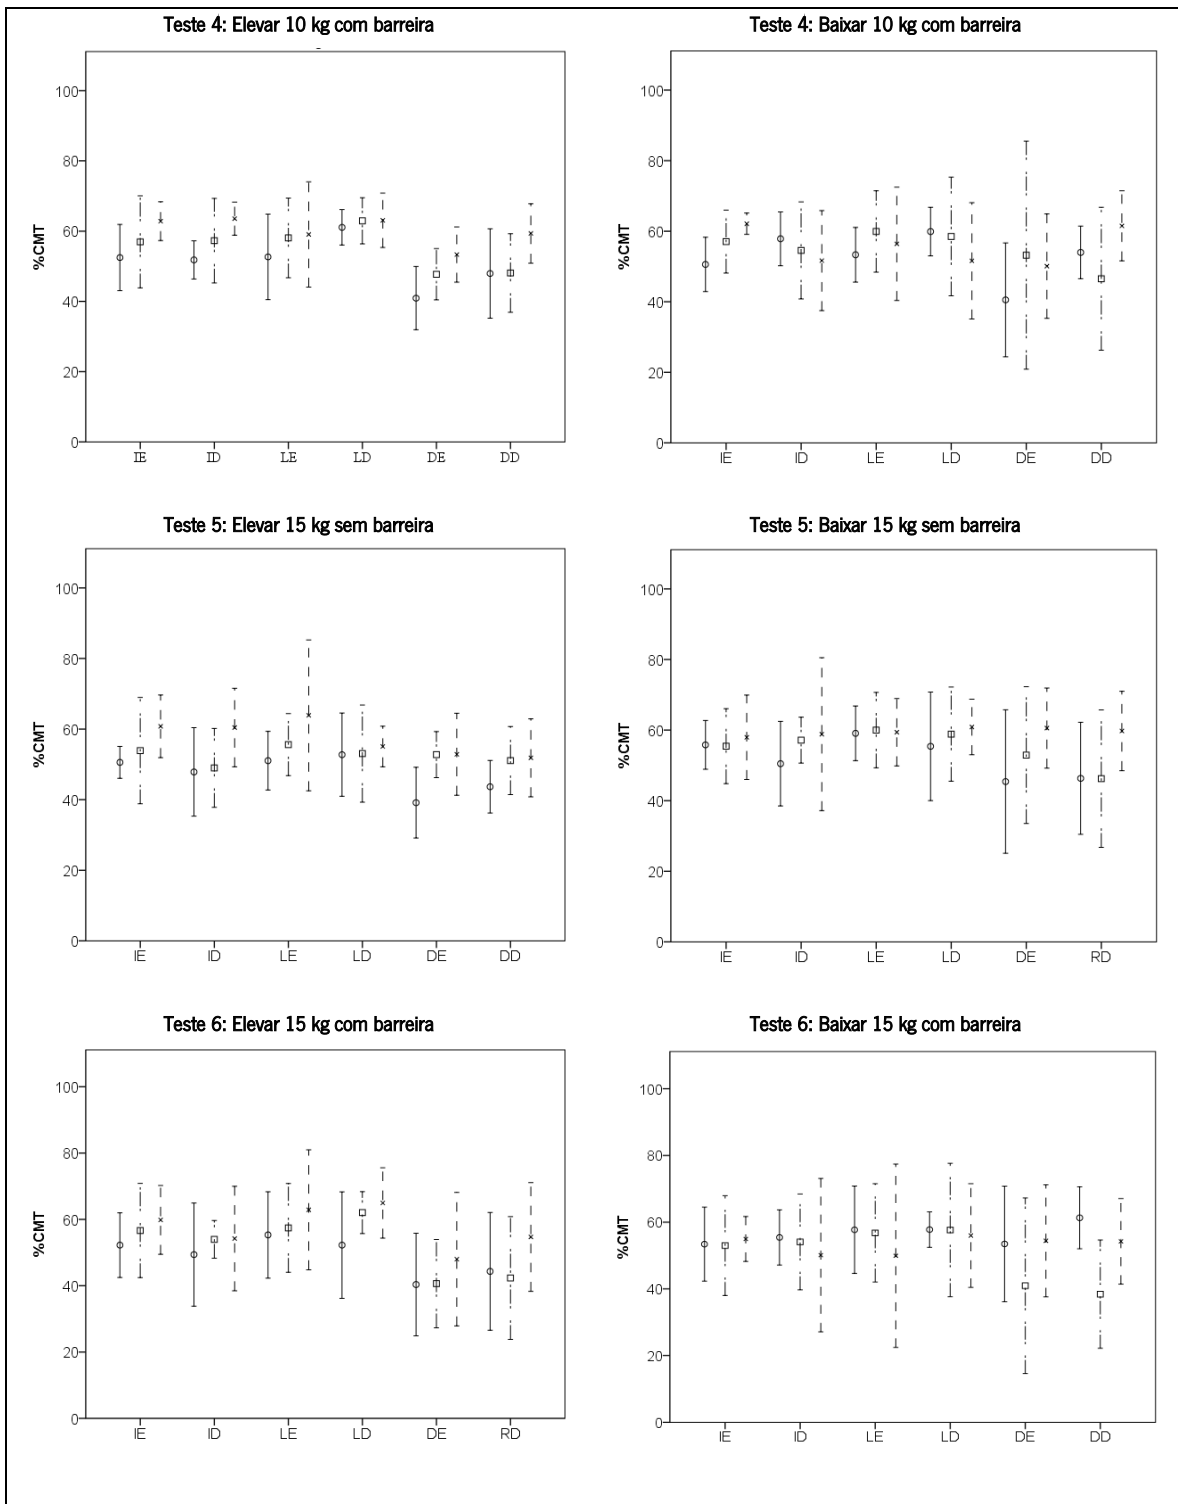 Teste 4: Elevar 10 kg com barreira
%CMT
100
80
60
40
20
0
IE ID LE LD DE DD
Teste 4: Baixar 10 kg com barreira
%CMT
100
80
60
40
20
0
IE ID LE LD DE DD
Teste 5: Elevar 15 kg sem barreira
%CMT
100
80
60
40
20
0
IE ID LE LD DE DD
Teste 5: Baixar 15 kg sem barreira
%CMT
100
80
60
40
20
0
IE ID LE LD DE RD
Teste 6: Elevar 15 kg com barreira
%CMT
100
80
60
40
20
0
IE ID LE LD DE RD
Teste 6: Baixar 15 kg com barreira
%CMT
100
80
60
40
20
0
IE ID LE LD DE DD